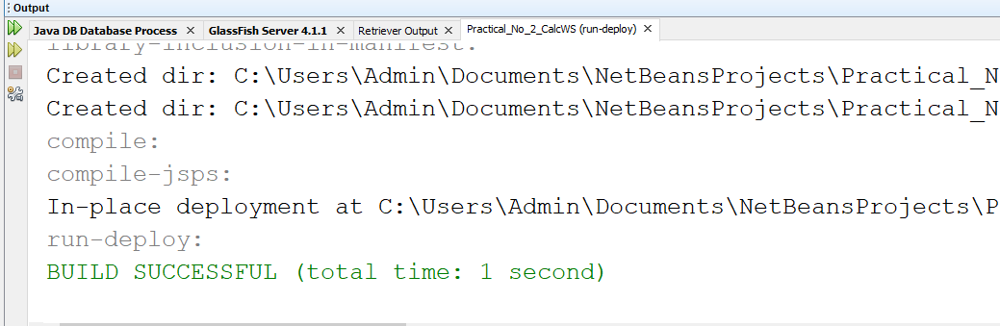 Output
Java DB Database Process × GlassFish Server 4.1.1 × Retriever Output × Practical_No_2_CalcWS (run-deploy) ×
library-inclusion-in-manifest:
Created dir: C:\Users\Admin\Documents\NetBeansProjects\Practical_N
Created dir: C:\Users\Admin\Documents\NetBeansProjects\Practical_N
compile:
compile-jsps:
In-place deployment at C:\Users\Admin\Documents\NetBeansProjects\P
run-deploy:
BUILD SUCCESSFUL (total time: 1 second)